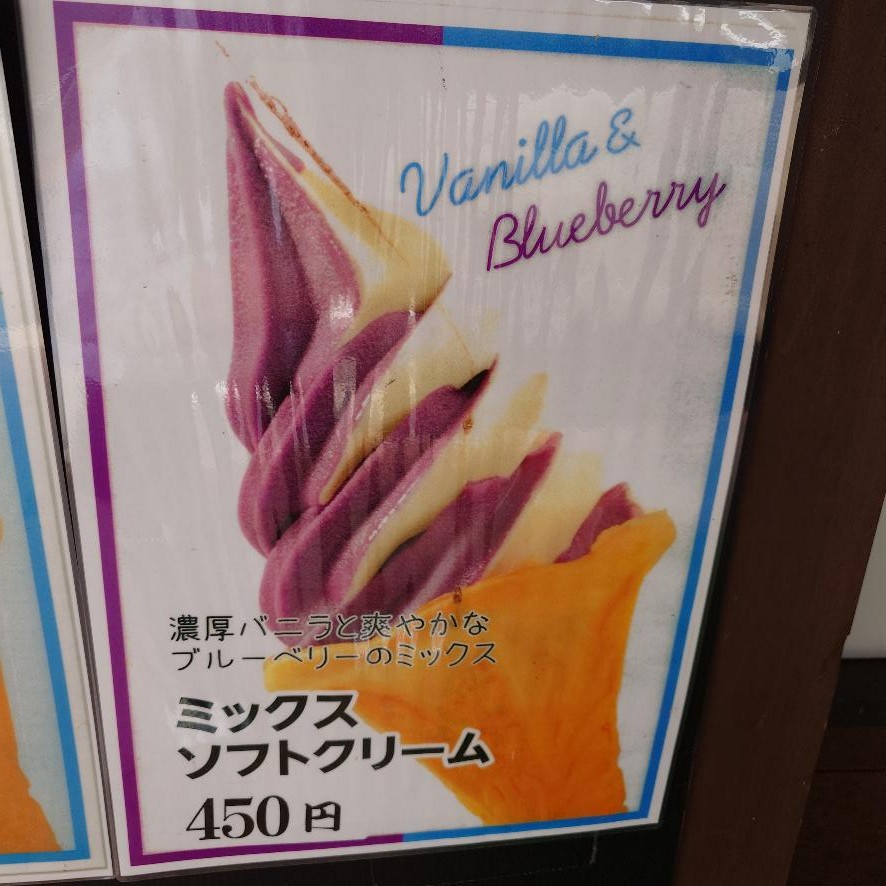 Vanilla &
Blueberry
濃厚バニラと爽やかな
ブルーベリーのミックス
ミックス
ソフトクリーム
450円